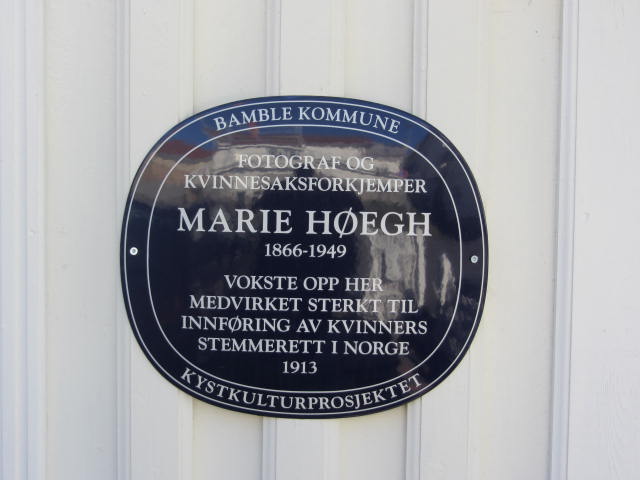 BAMBLE KOMMUNE
FOTOGRAF OG
KVINNESAKSFORKJEMPER
MARIE HØEGH
1866-1949
VOKSTE OPP HER
MEDVIRKET STERKT TIL
INNFØRING AV KVINNERS
STEMMERETT I NORGE
1913
KYSTKULTURPROSJEKTET